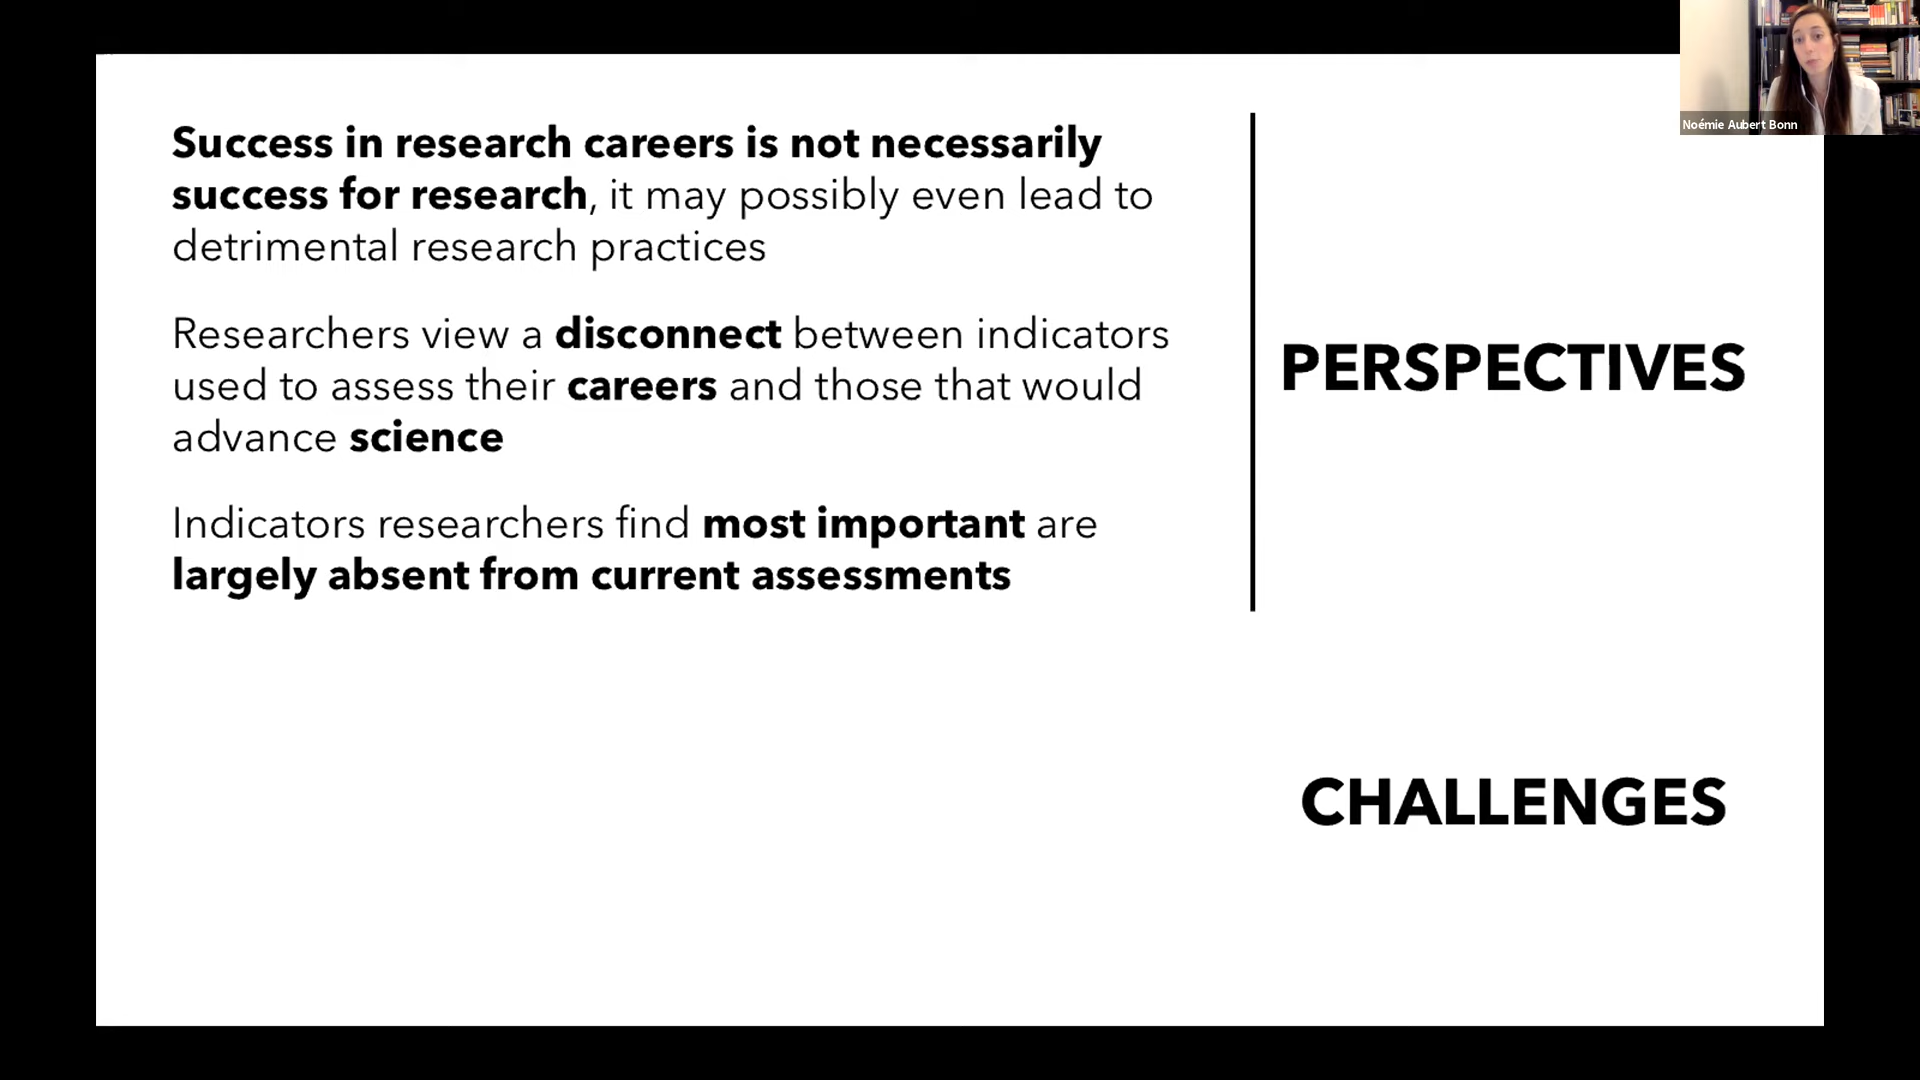 Noémie Aubert Bonn
Success in research careers is not necessarily
success for research, it may possibly even lead to
detrimental research practices
Researchers view a disconnect between indicators
used to assess their careers and those that would
advance science
Indicators researchers find most important are
largely absent from current assessments
PERSPECTIVES
CHALLENGES